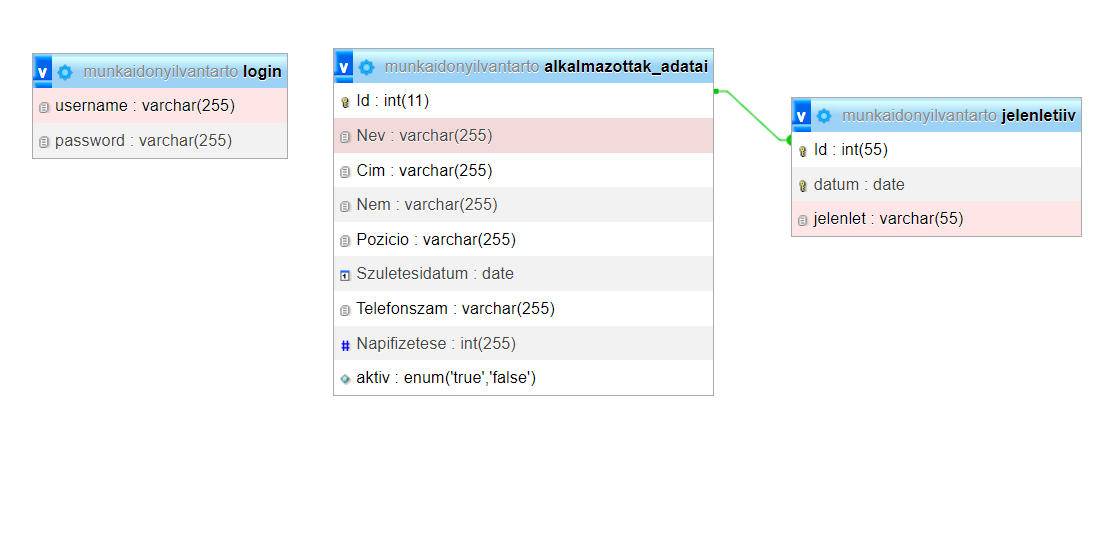 v munkaidonyilvantarto login
username : varchar(255)
password : varchar(255)
v munkaidonyilvantarto alkalmazottak_adatai
Id : int(11)
Nev : varchar(255)
Cim : varchar(255)
Nem : varchar(255)
Pozicio : varchar(255)
Szuletesidatum : date
Telefonszam : varchar(255)
# Napifizetese : int(255)
aktiv : enum('true','false')
v munkaidonyilvantarto jelenletiiv
Id : int(55)
datum : date
jelenlet : varchar(55)